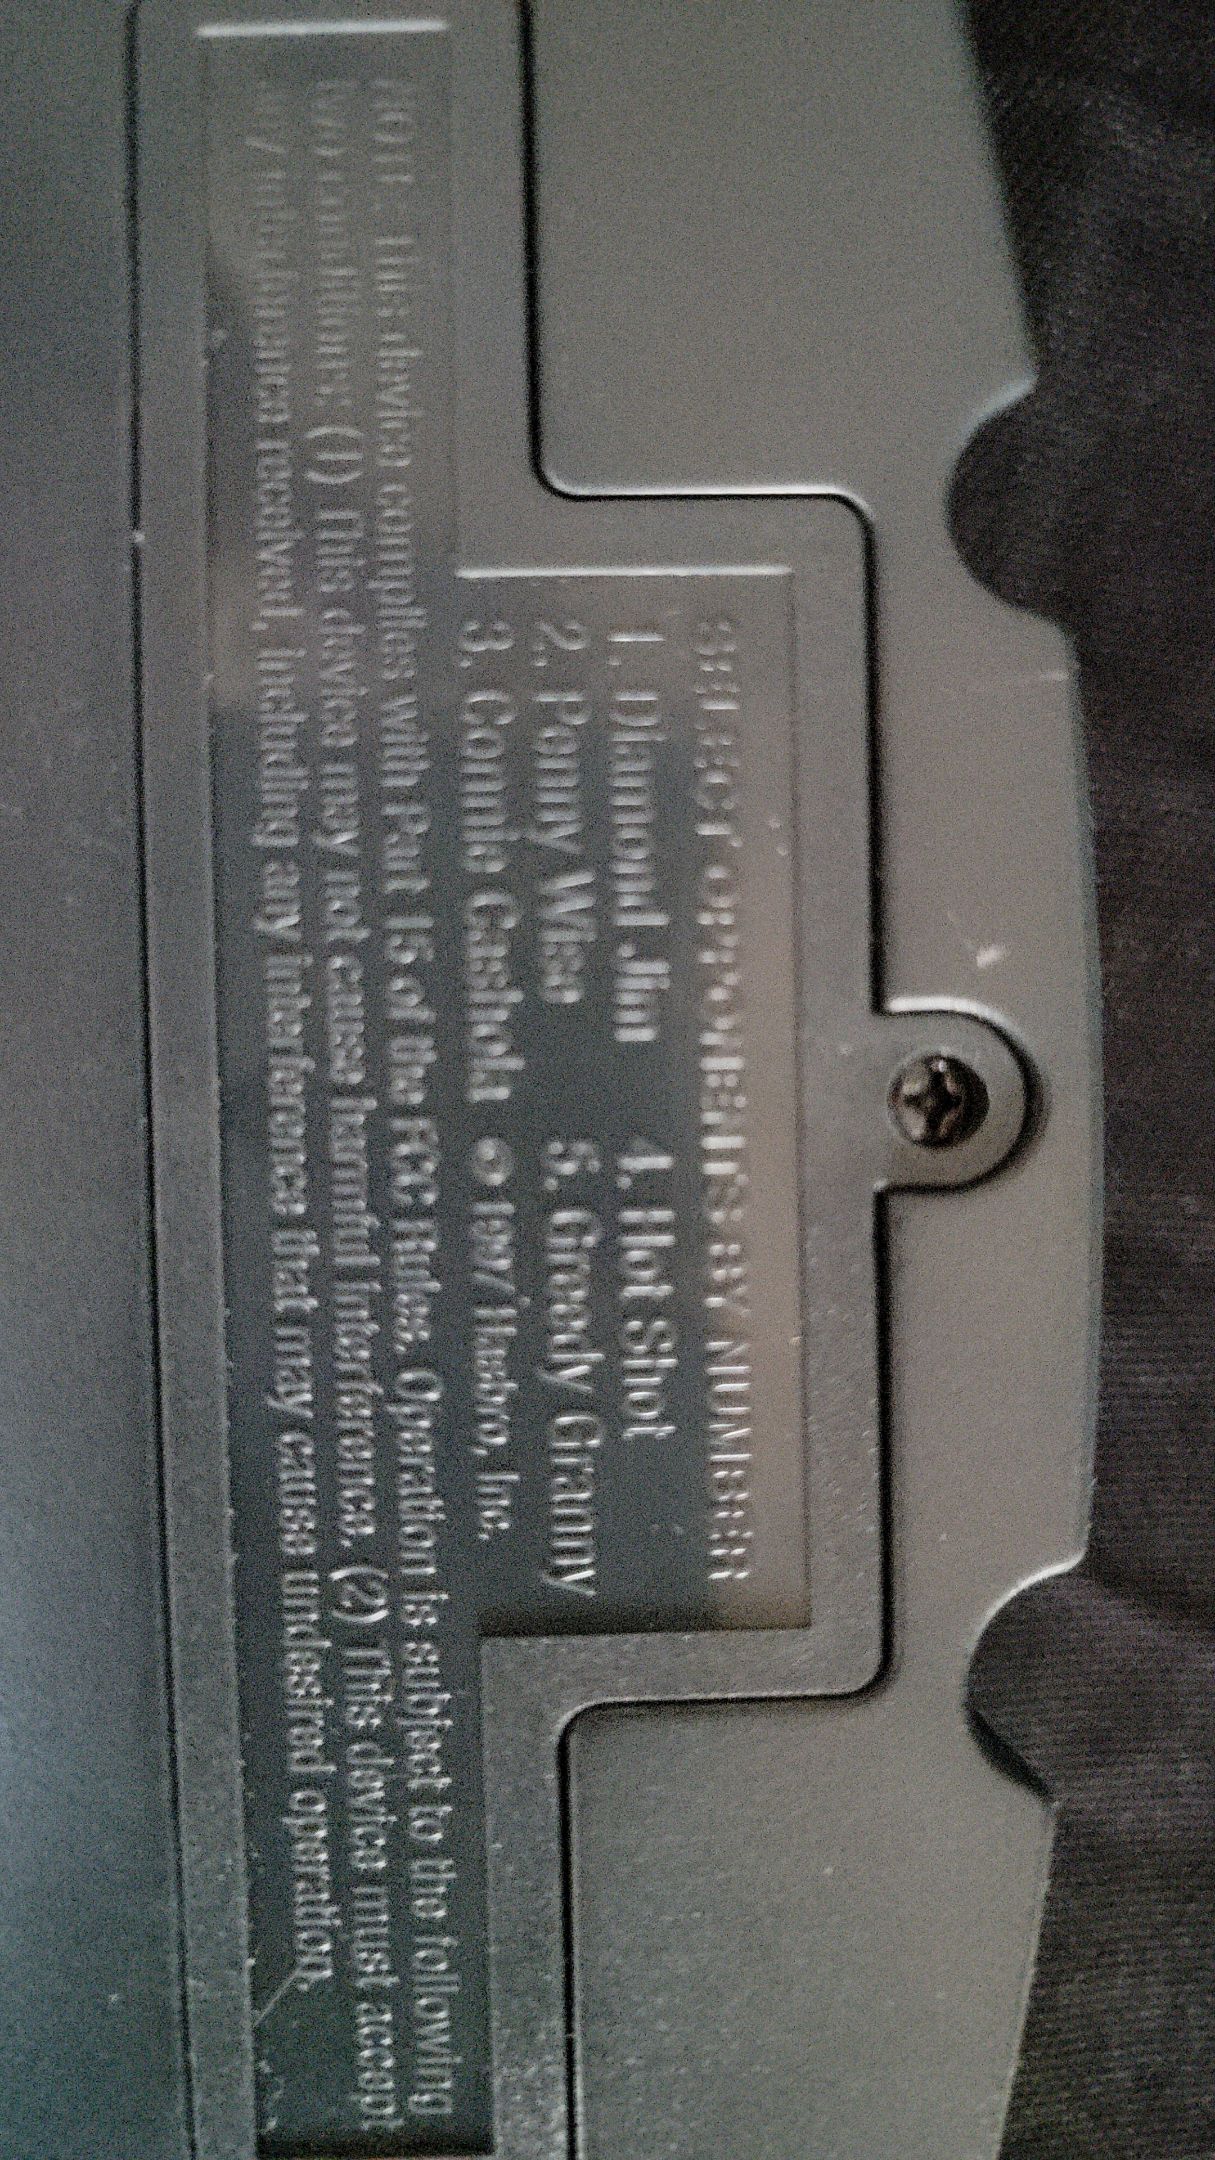 SELECT OPPONENTS BY NUMBER
1. Diamond Jim 4. Hot Shot
2. Penny Wise 5. Greedy Granny
3. Connie Cashola © 1997 Hasbro, Inc.
NOTE: This device complies with Part 15 of the FCC Rules. Operation is subject to the following
two conditions: (1) This device may not cause harmful interference. (2) This device must accept
any interference received, including any interference that may cause undesired operation.